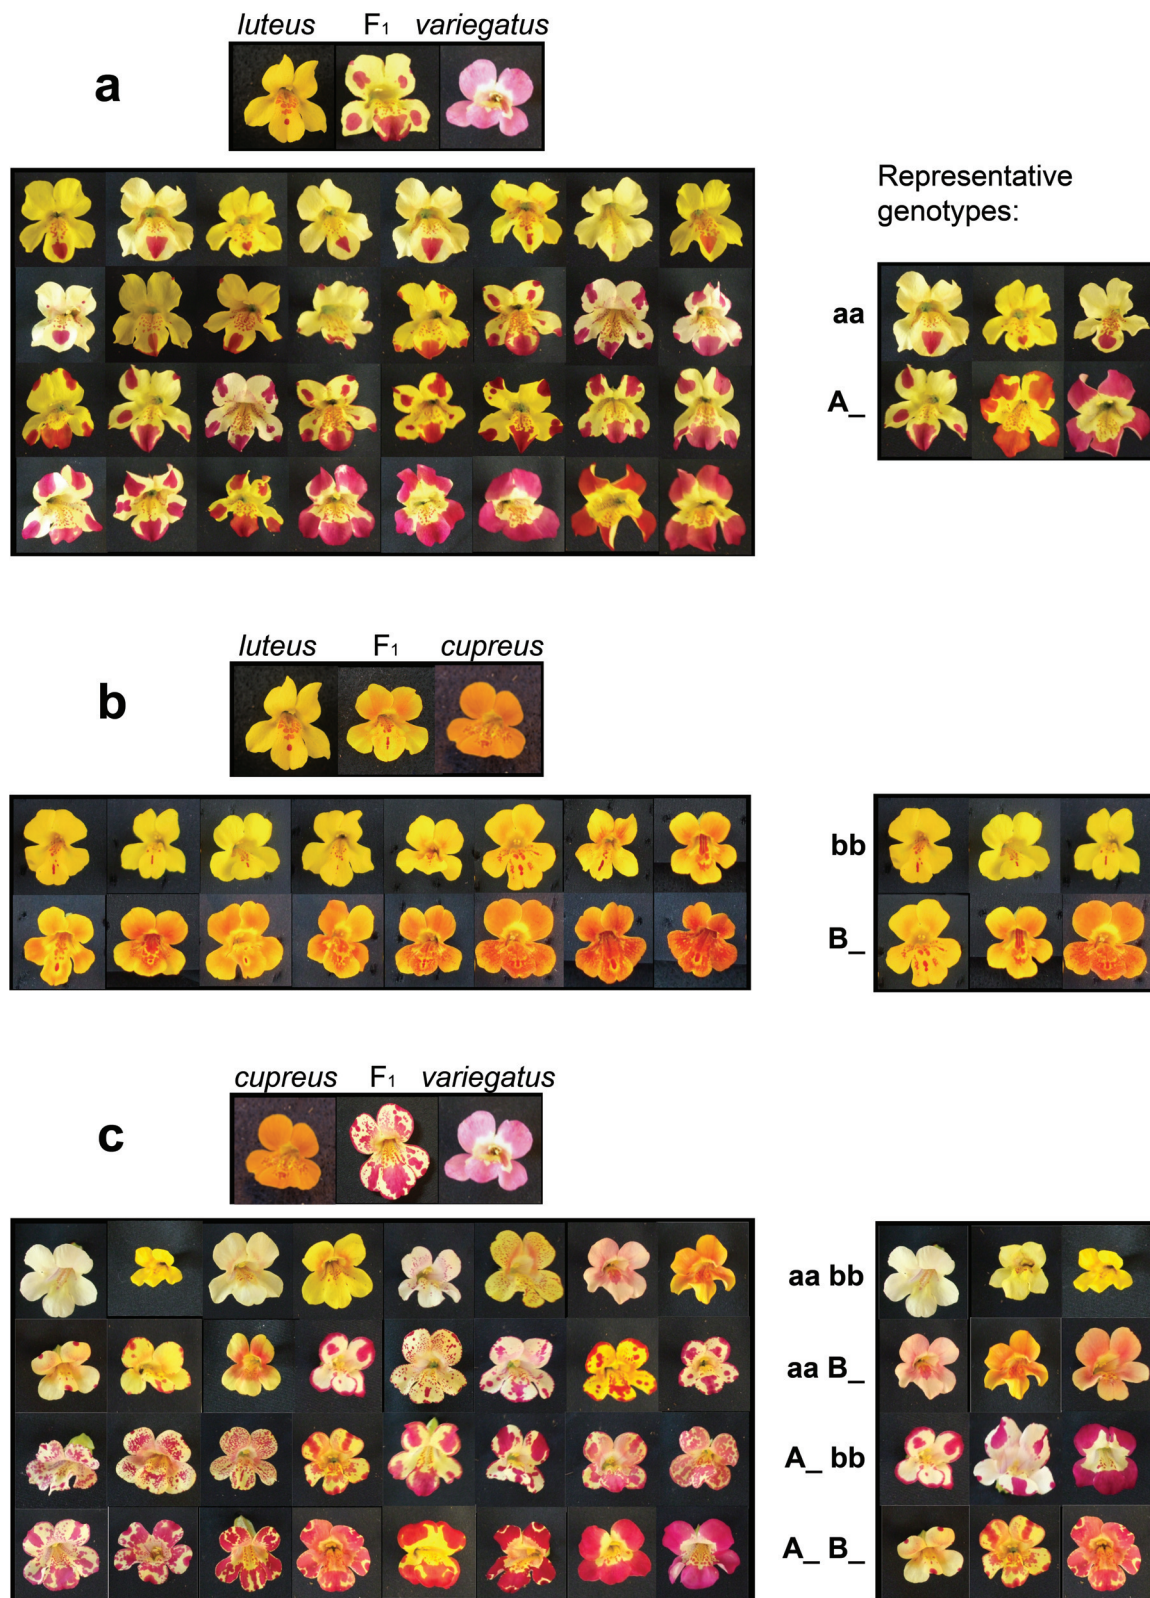 luteus F₁ variegatus
a
Representative
genotypes:
aa
A_
luteus F₁ cupreus
b
bb
B_
cupreus F₁ variegatus
c
aa bb
aa B_
A_ bb
A_ B_